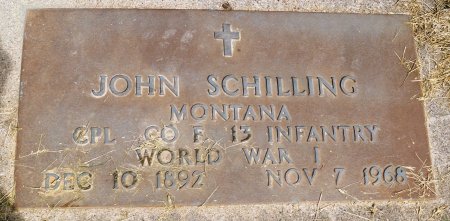 JOHN SCHILLING
MONTANA
CPL CO F 13 INFANTRY
WORLD WAR I
DEC 10 1892 NOV 7 1968